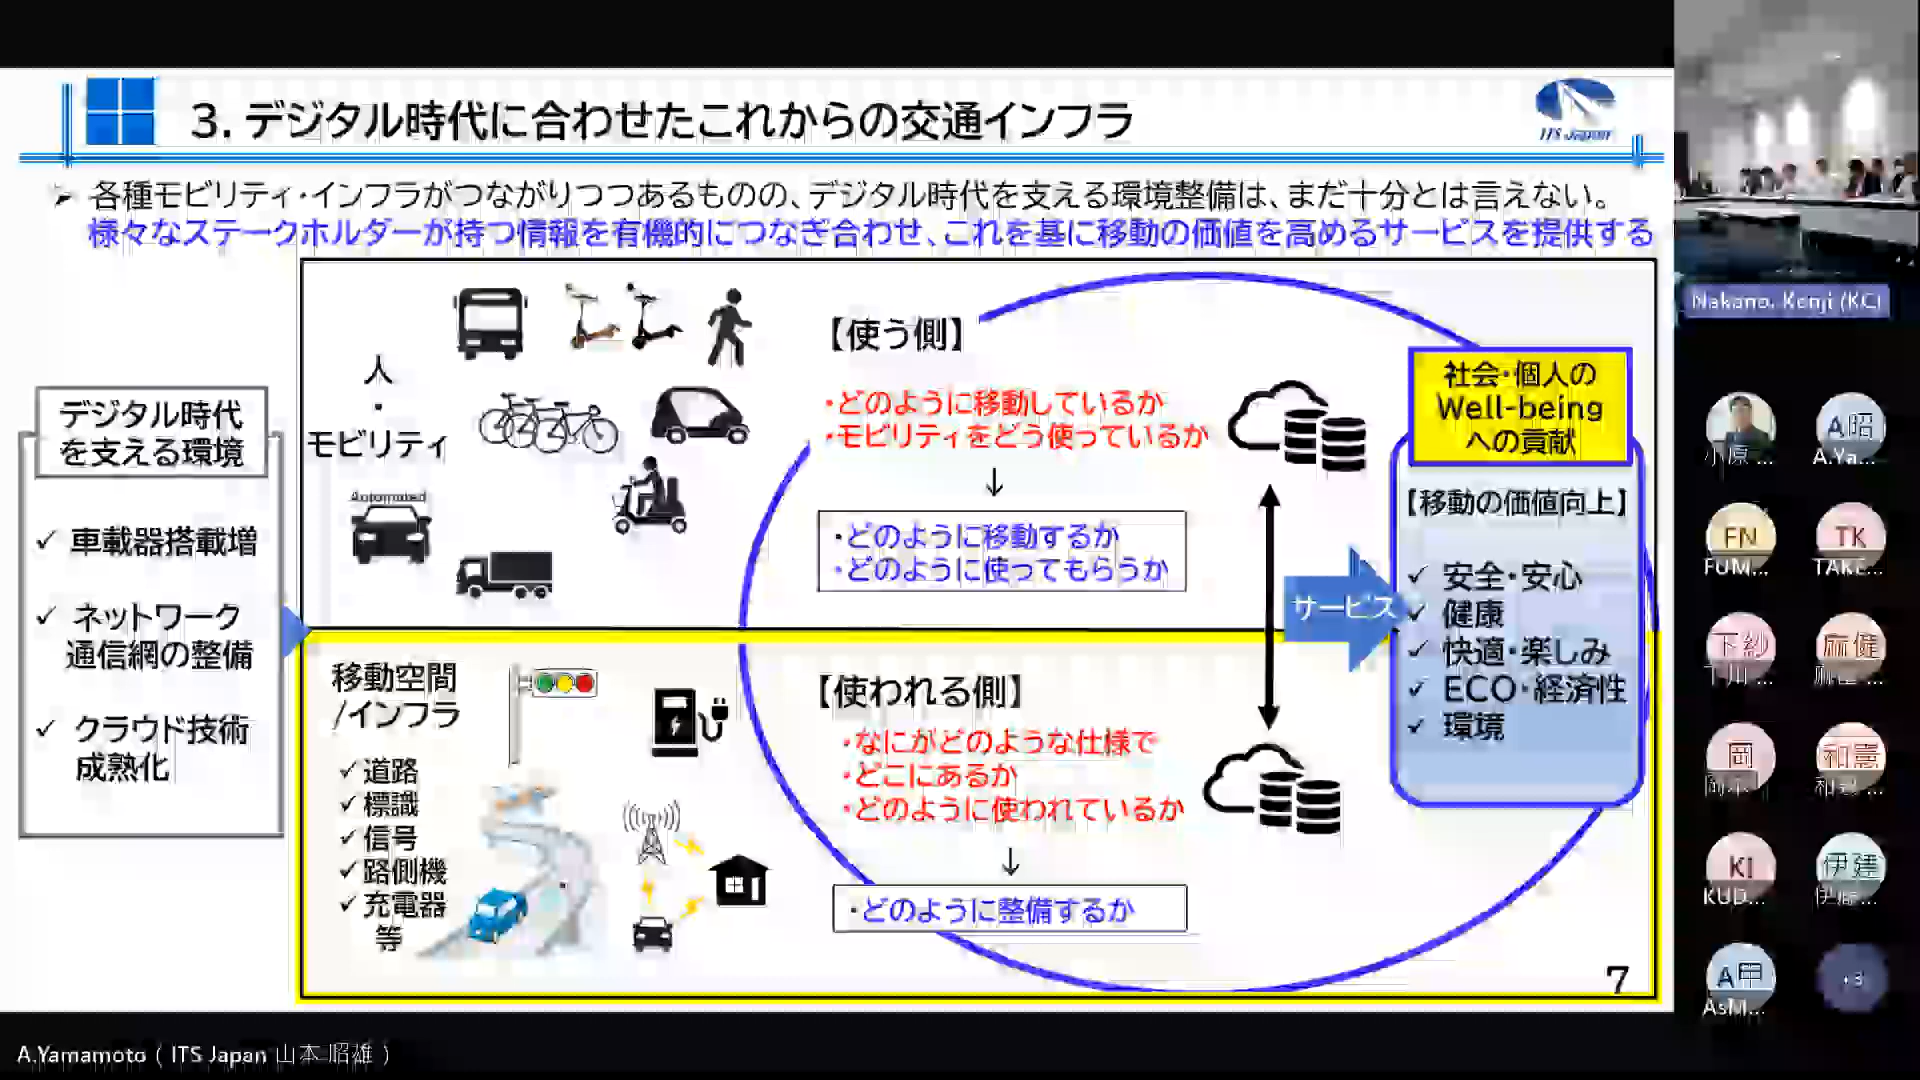 3. デジタル時代に合わせたこれからの交通インフラ
ITS Japan
➤ 各種モビリティ・インフラがつながりつつあるものの、デジタル時代を支える環境整備は、まだ十分とは言えない。
様々なステークホルダーが持つ情報を有機的につなぎ合わせ、これを基に移動の価値を高めるサービスを提供する
デジタル時代
を支える環境
✓ 車載器搭載増
✓ ネットワーク
通信網の整備
✓ クラウド技術
成熟化
人
・
モビリティ
Automated
【使う側】
・どのように移動しているか
・モビリティをどう使っているか
↓
・どのように移動するか
・どのように使ってもらうか
移動空間
/インフラ
✓道路
✓標識
✓信号
✓路側機
✓充電器
等
【使われる側】
・なにがどのような仕様で
・どこにあるか
・どのように使われているか
↓
・どのように整備するか
サービス
社会・個人の
Well-being
への貢献
【移動の価値向上】
✓ 安全・安心
✓ 健康
✓ 快適・楽しみ
✓ ECO・経済性
✓ 環境
7
Nakano, Kenji (KC)
小原 ...
A昭
A.Ya...
FN
FUM...
TK
TAKE...
下紗
下川 ...
麻健
岡
和憲
KI
KUD...
伊建
伊藤 ...
A甲
AsM...
+3
A.Yamamoto ( ITS Japan 山本 昭雄 )